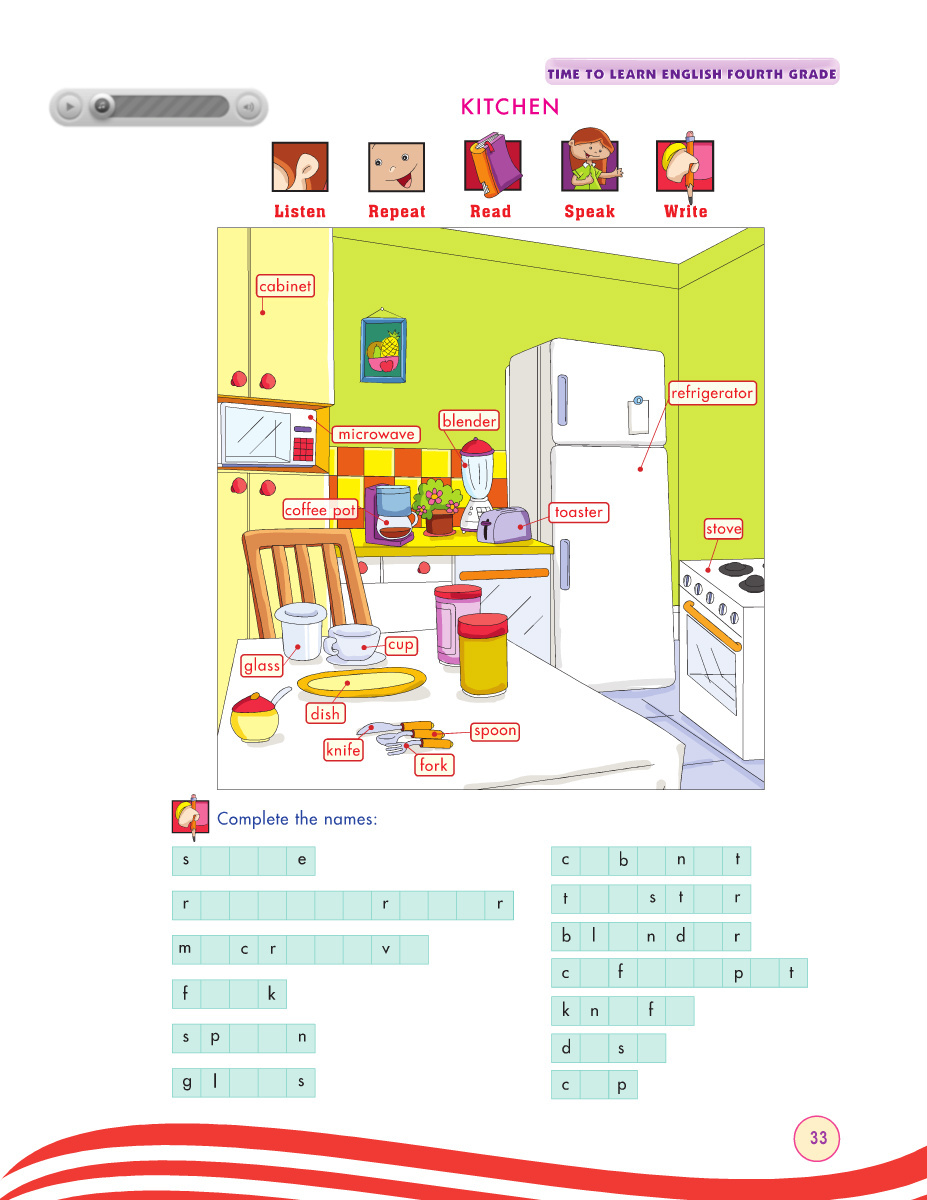 TIME TO LEARN ENGLISH FOURTH GRADE
KITCHEN
Listen Repeat Read Speak Write
cabinet
refrigerator
blender
microwave
coffee pot
toaster
stove
cup
glass
dish
spoon
knife
fork
Complete the names:
s e
c b n t
r r r
t s t r
m c r v
b l n d r
c f p t
f k
k n f
s p n
d s
g l s
c p
33